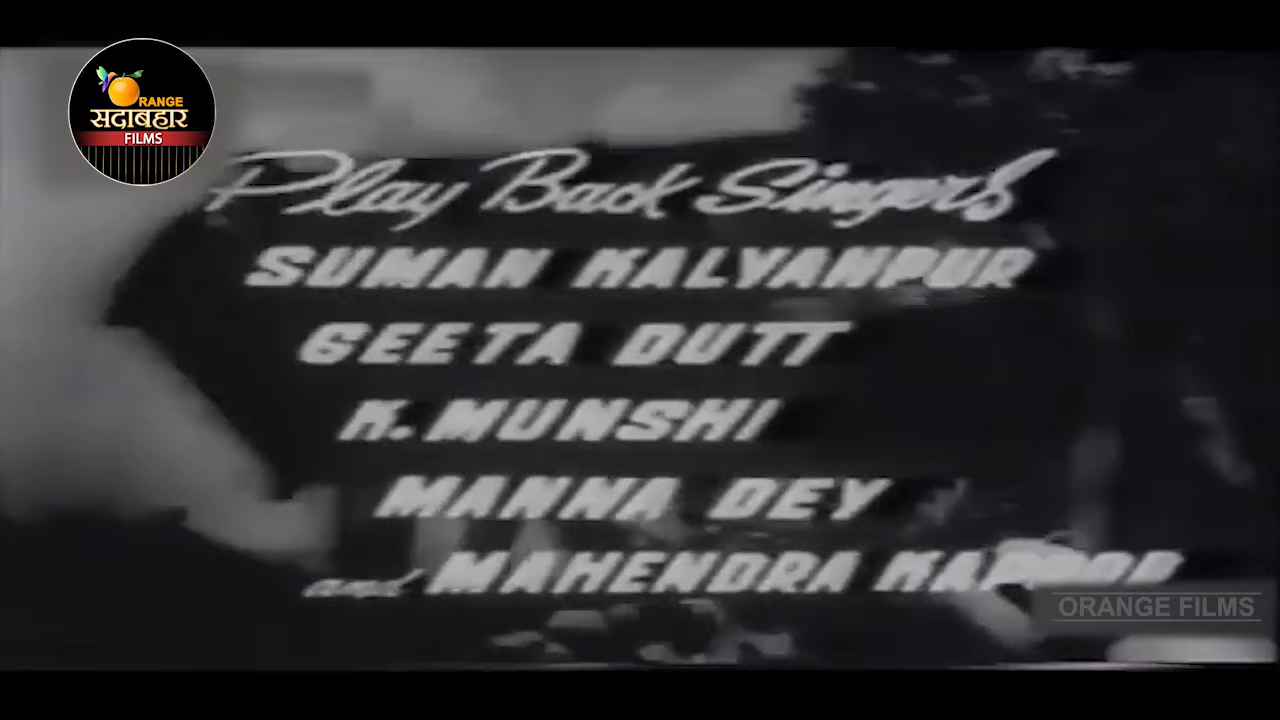 ORANGE
सदाबहार
FILMS
Play Back Singers
SUMAN KALYANPUR
GEETA DUTT
K. MUNSHI
MANNA DEY
and MAHENDRA KAPOOR
ORANGE FILMS